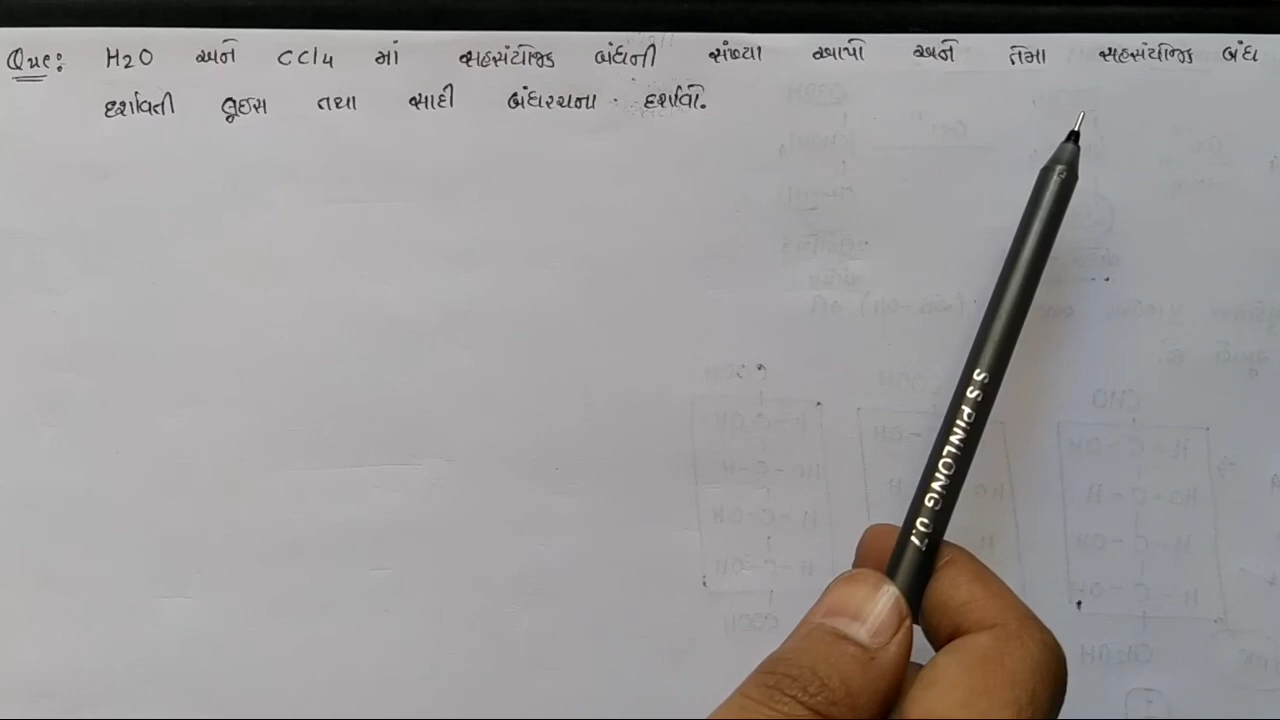 Que: H2O અને CCl4 માં સહસંયોજક બંધની સંખ્યા આપો અને તેમા સહસંયોજક બંધ
દર્શાવતી લૂઇસ તથા સાદી બંધરચના દર્શાવો.
SS PINLONG 0.7